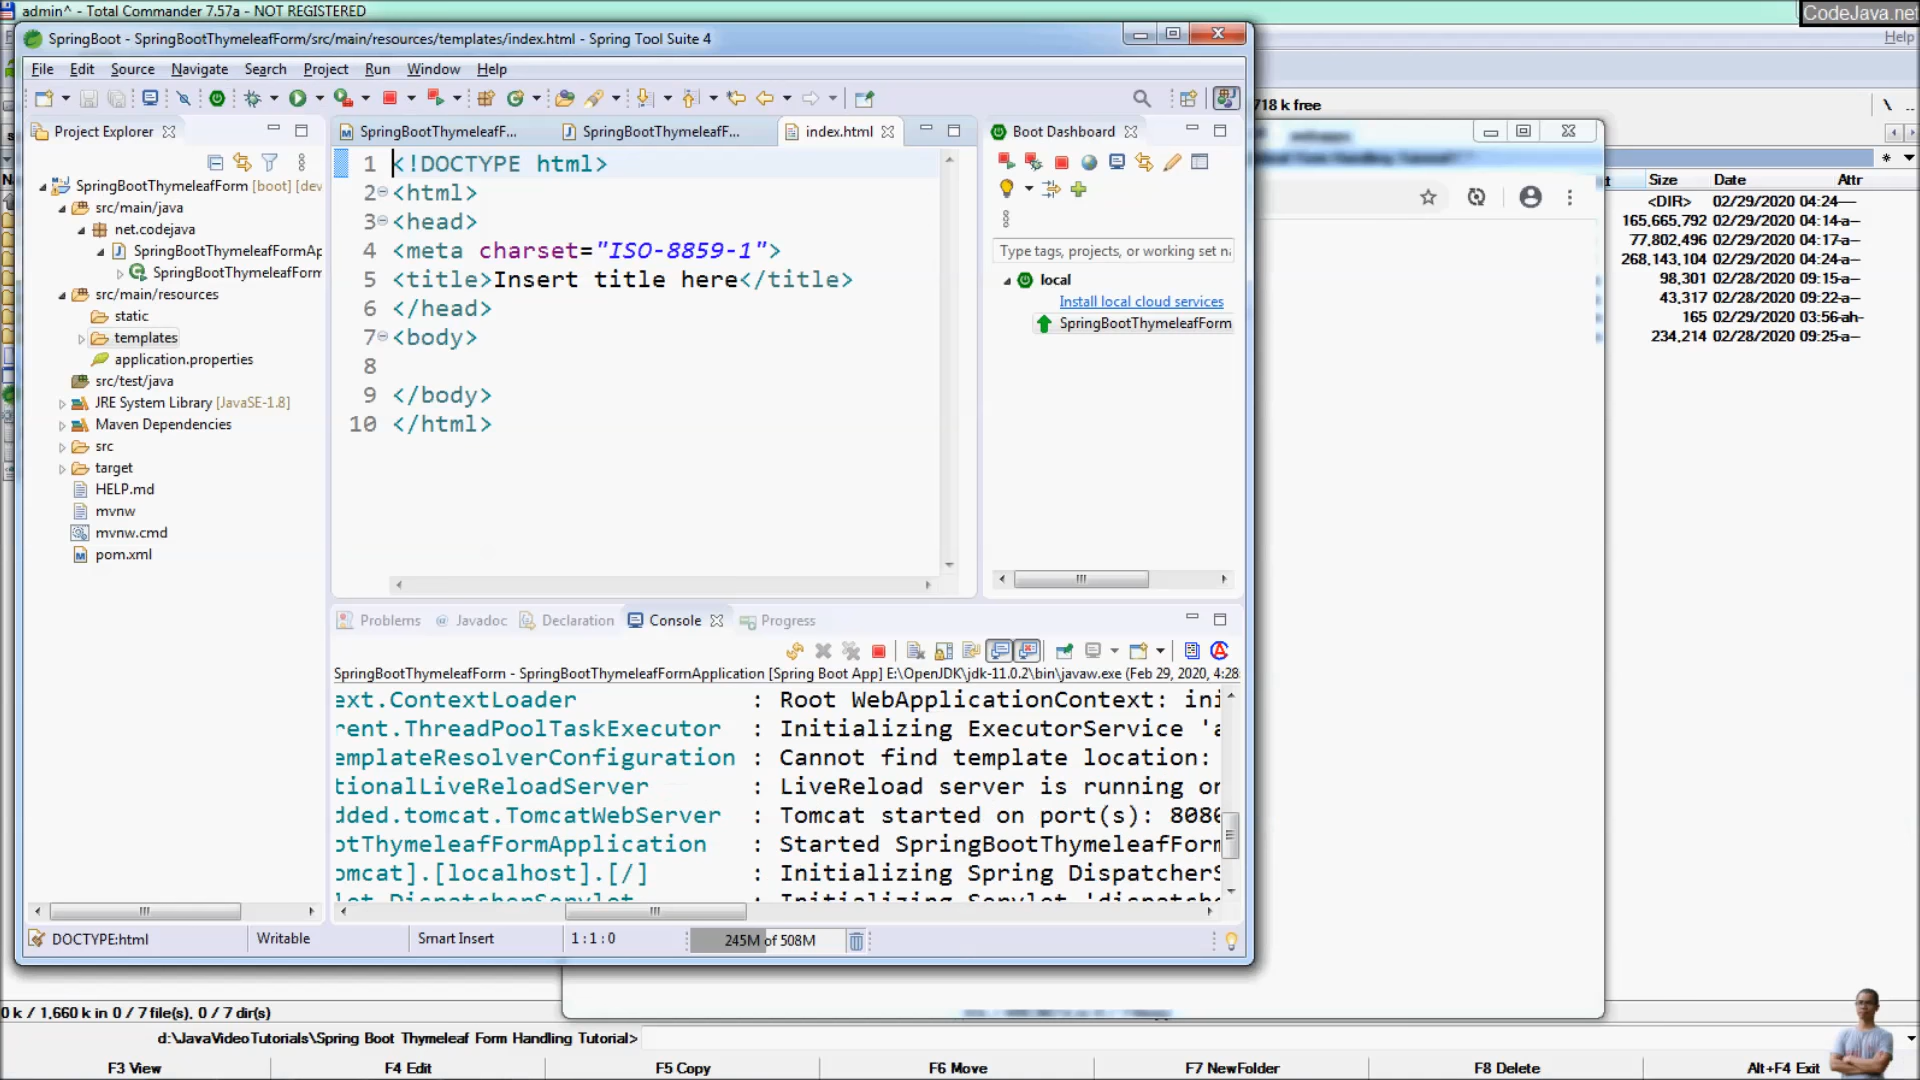 admin^ - Total Commander 7.57a - NOT REGISTERED
CodeJava.net
Help
SpringBoot - SpringBootThymeleafForm/src/main/resources/templates/index.html - Spring Tool Suite 4
File Edit Source Navigate Search Project Run Window Help
718 k free
\ ..
Project Explorer
SpringBootThymeleafF... SpringBootThymeleafF... index.html
Boot Dashboard
SpringBootThymeleafForm [boot] [dev
src/main/java
net.codejava
SpringBootThymeleafFormAp
SpringBootThymeleafForm
src/main/resources
static
templates
application.properties
src/test/java
JRE System Library [JavaSE-1.8]
Maven Dependencies
src
target
HELP.md
mvnw
mvnw.cmd
pom.xml
1 <!DOCTYPE html>
2 <html>
3 <head>
4 <meta charset="ISO-8859-1">
5 <title>Insert title here</title>
6 </head>
7 <body>
8
9 </body>
10 </html>
Type tags, projects, or working set n
local
Install local cloud services
SpringBootThymeleafForm
Size Date Attr
<DIR> 02/29/2020 04:24----
165,665,792 02/29/2020 04:14-a--
77,802,496 02/29/2020 04:17-a--
268,143,104 02/29/2020 04:24-a--
98,301 02/28/2020 09:15-a--
43,317 02/28/2020 09:22-a--
165 02/29/2020 03:56-ah-
234,214 02/28/2020 09:25-a--
Problems Javadoc Declaration Console Progress
SpringBootThymeleafForm - SpringBootThymeleafFormApplication [Spring Boot App] E:\OpenJDK\jdk-11.0.2\bin\javaw.exe (Feb 29, 2020, 4:28
ext.ContextLoader : Root WebApplicationContext: ini
rent.ThreadPoolTaskExecutor : Initializing ExecutorService 'a
emplateResolverConfiguration : Cannot find template location:
tionalLiveReloadServer : LiveReload server is running on
dded.tomcat.TomcatWebServer : Tomcat started on port(s): 8080
otThymeleafFormApplication : Started SpringBootThymeleafForm
omcat].[localhost].[/] : Initializing Spring DispatcherS
let.DispatcherServlet : Initializing Servlet 'dispatche
DOCTYPE:html Writable Smart Insert 1 : 1 : 0 245M of 508M
0 k / 1,660 k in 0 / 7 file(s), 0 / 7 dir(s)
d:\JavaVideoTutorials\Spring Boot Thymeleaf Form Handling Tutorial>
F3 View F4 Edit F5 Copy F6 Move F7 NewFolder F8 Delete Alt+F4 Exit